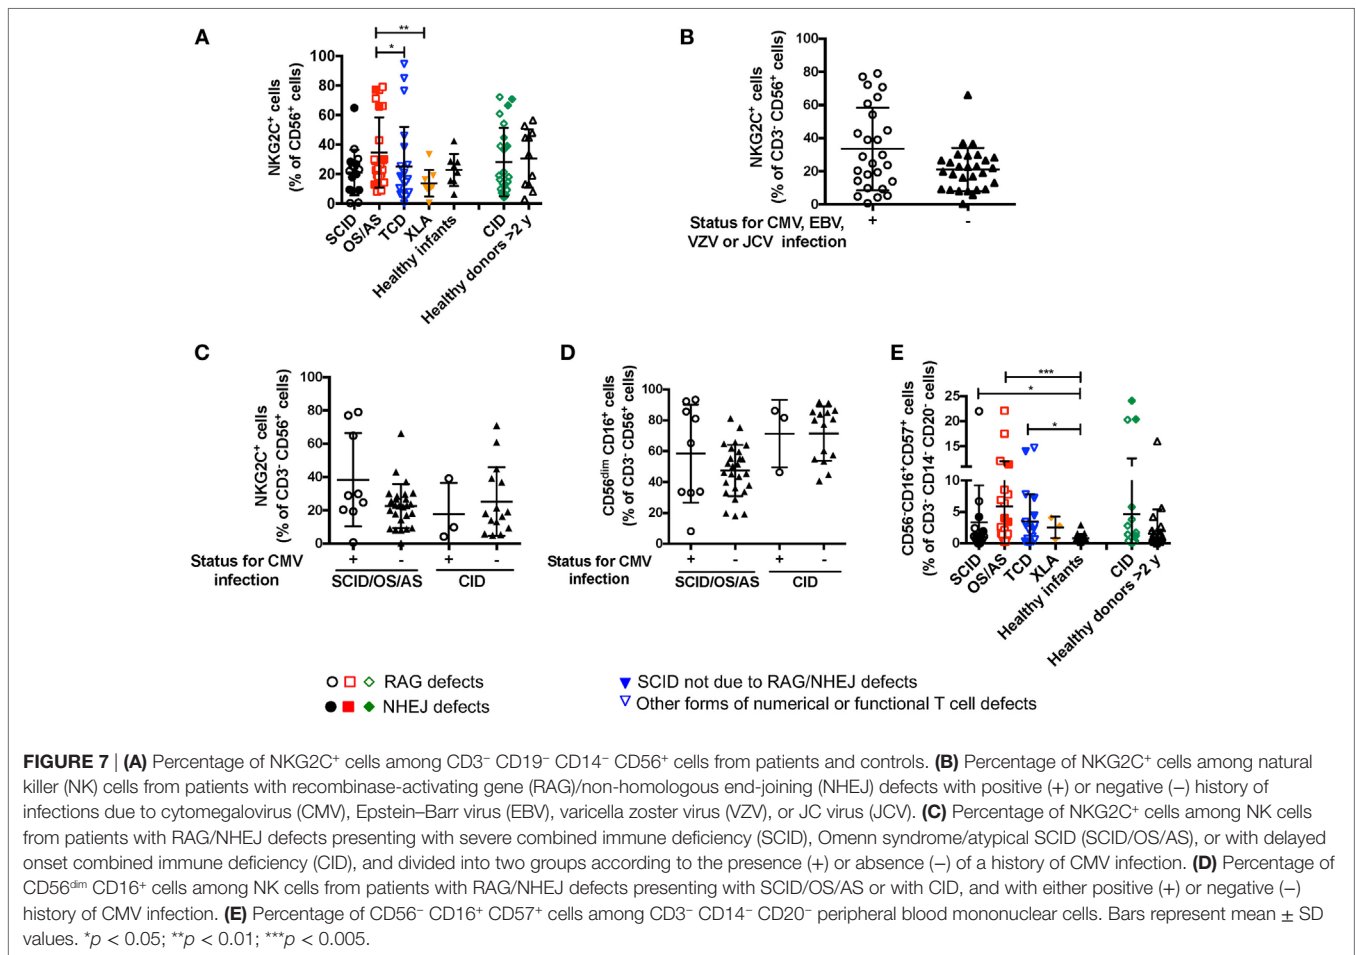 A
NKG2C⁺ cells
(% of CD56⁺ cells)
100
80
60
40
20
0
**
*
SCID
OS/AS
TCD
XLA
Healthy infants
CID
Healthy donors >2 y
B
NKG2C⁺ cells
(% of CD3⁻ CD56⁺ cells)
100
80
60
40
20
0
Status for CMV, EBV,
VZV or JCV infection
+
-
C
NKG2C⁺ cells
(% of CD3⁻ CD56⁺ cells)
100
80
60
40
20
0
Status for CMV
infection
+
-
+
-
SCID/OS/AS
CID
D
CD56ᵈⁱᵐ CD16⁺ cells
(% of CD3⁻ CD56⁺ cells)
100
80
60
40
20
0
Status for CMV
infection
+
-
+
-
SCID/OS/AS
CID
E
CD56⁻CD16⁺CD57⁺ cells
(% of CD3⁻ CD14⁻ CD20⁻ cells)
25
20
15
10
5
0
***
*
*
SCID
OS/AS
TCD
XLA
Healthy infants
CID
Healthy donors >2 y
RAG defects
NHEJ defects
SCID not due to RAG/NHEJ defects
Other forms of numerical or functional T cell defects
FIGURE 7 | (A) Percentage of NKG2C⁺ cells among CD3⁻ CD19⁻ CD14⁻ CD56⁺ cells from patients and controls. (B) Percentage of NKG2C⁺ cells among natural
killer (NK) cells from patients with recombinase-activating gene (RAG)/non-homologous end-joining (NHEJ) defects with positive (+) or negative (−) history of
infections due to cytomegalovirus (CMV), Epstein–Barr virus (EBV), varicella zoster virus (VZV), or JC virus (JCV). (C) Percentage of NKG2C⁺ cells among NK cells
from patients with RAG/NHEJ defects presenting with severe combined immune deficiency (SCID), Omenn syndrome/atypical SCID (SCID/OS/AS), or with delayed
onset combined immune deficiency (CID), and divided into two groups according to the presence (+) or absence (−) of a history of CMV infection. (D) Percentage of
CD56ᵈⁱᵐ CD16⁺ cells among NK cells from patients with RAG/NHEJ defects presenting with SCID/OS/AS or with CID, and with either positive (+) or negative (−)
history of CMV infection. (E) Percentage of CD56⁻ CD16⁺ CD57⁺ cells among CD3⁻ CD14⁻ CD20⁻ peripheral blood mononuclear cells. Bars represent mean ± SD
values. *p < 0.05; **p < 0.01; ***p < 0.005.